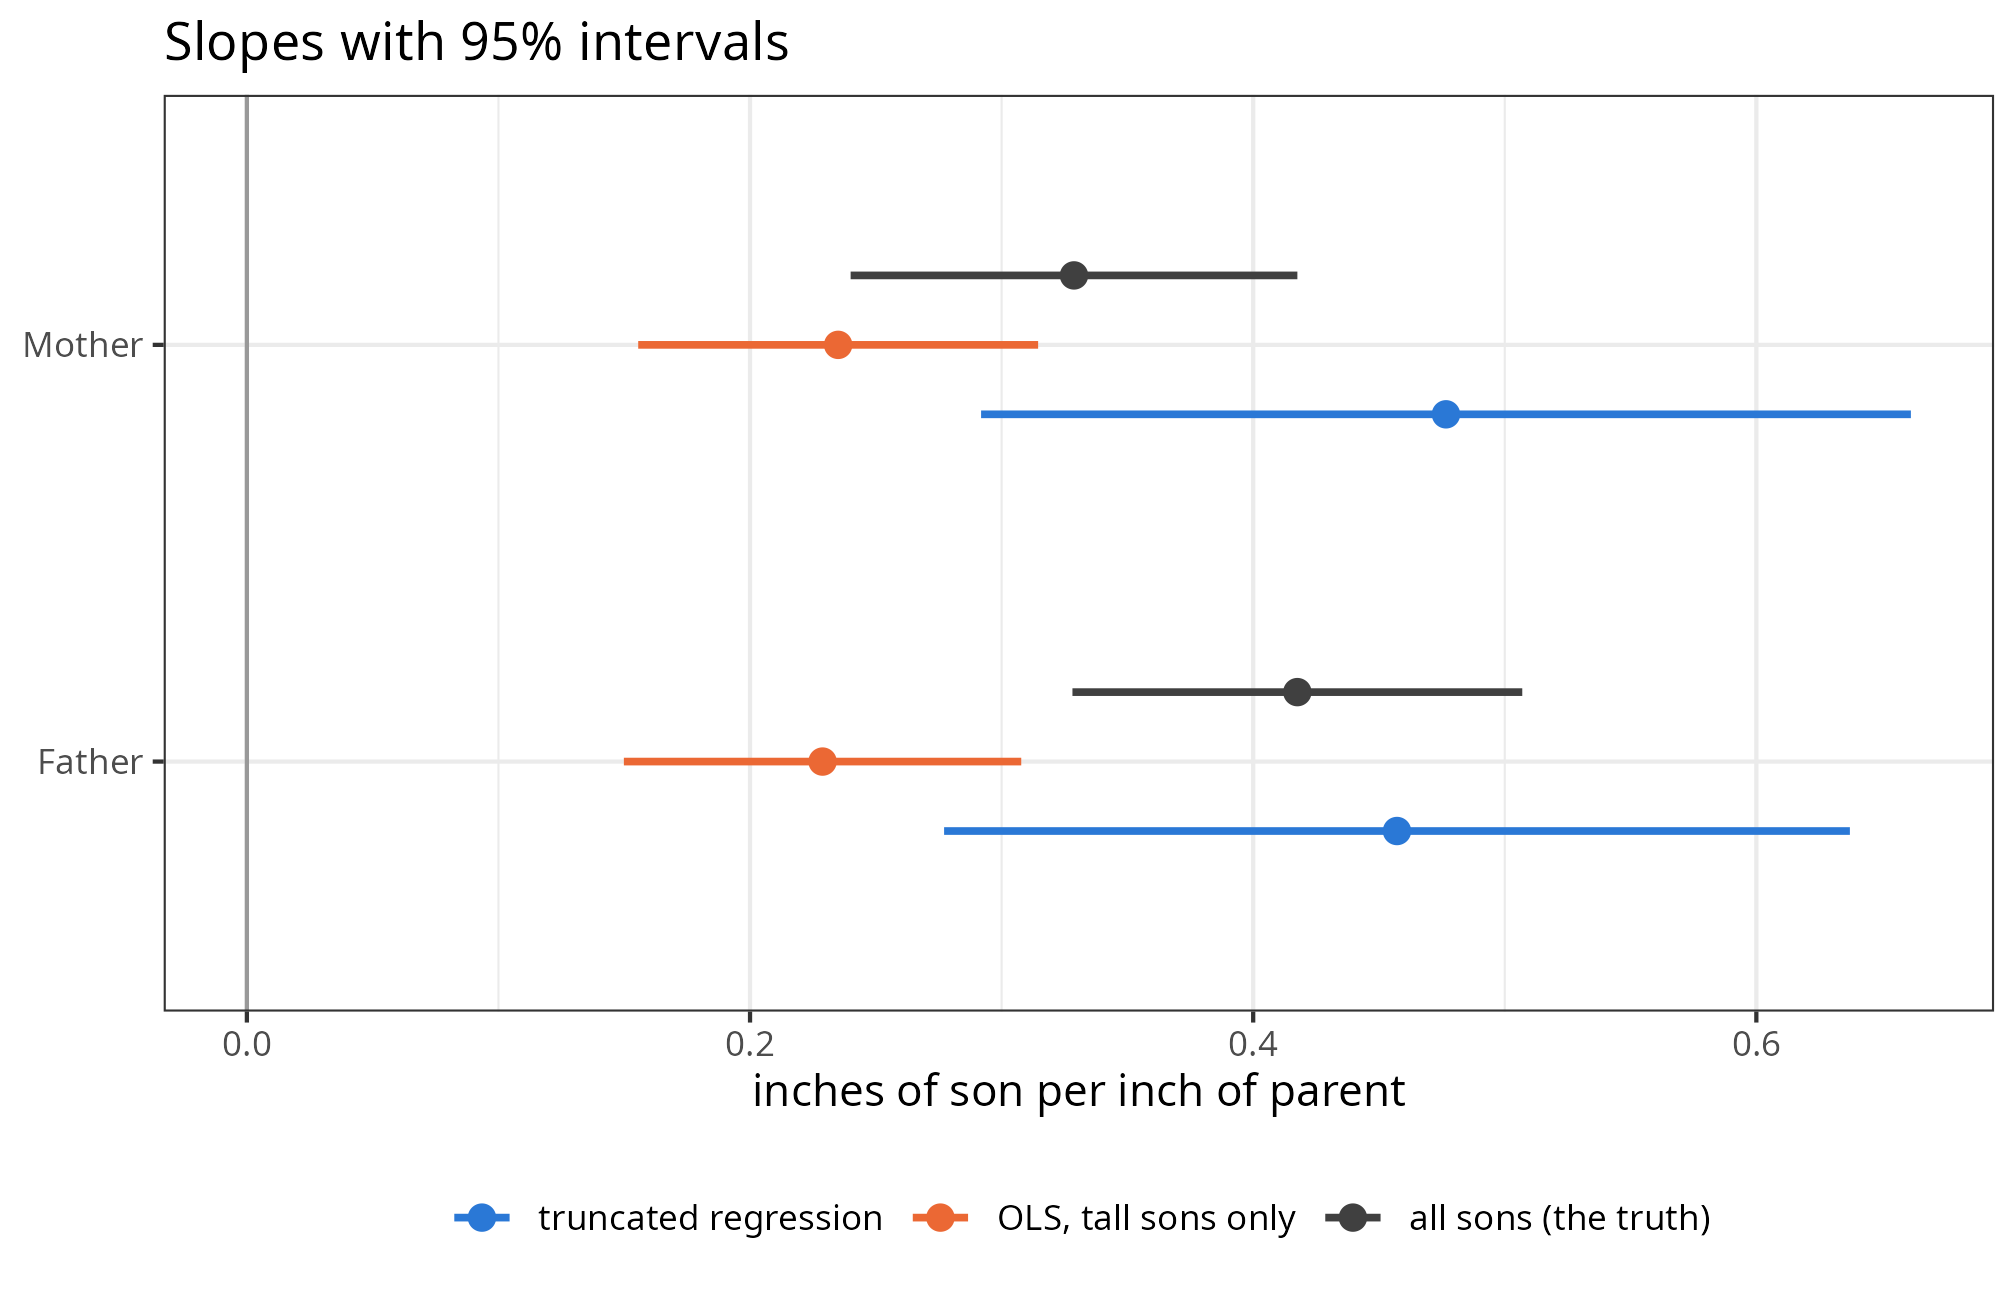 Slopes with 95% intervals
Mother
Father
0.0 0.2 0.4 0.6
inches of son per inch of parent
truncated regression OLS, tall sons only all sons (the truth)